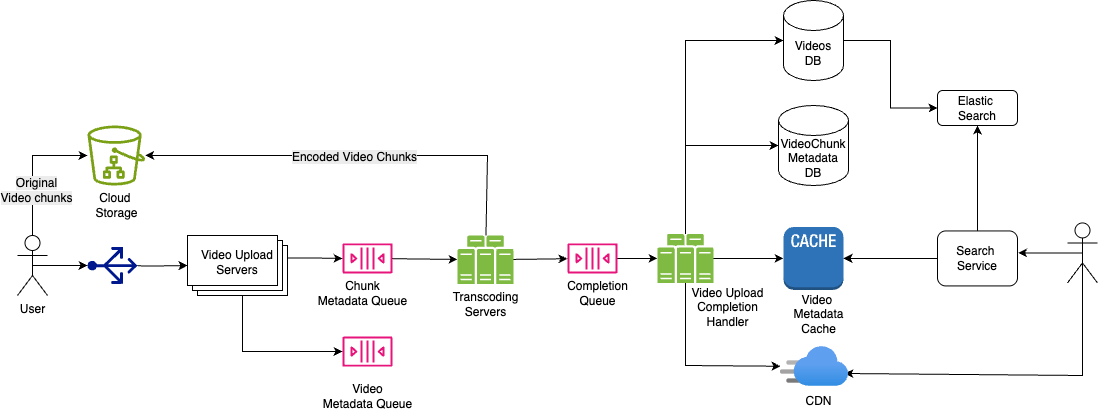 Videos
DB
Elastic
Search
VideoChunk
Metadata
DB
Encoded Video Chunks
Original
Video chunks
Cloud
Storage
User
Video Upload
Servers
Chunk
Metadata Queue
Video
Metadata Queue
Transcoding
Servers
Completion
Queue
Video Upload
Completion
Handler
CACHE
Video
Metadata
Cache
Search
Service
CDN